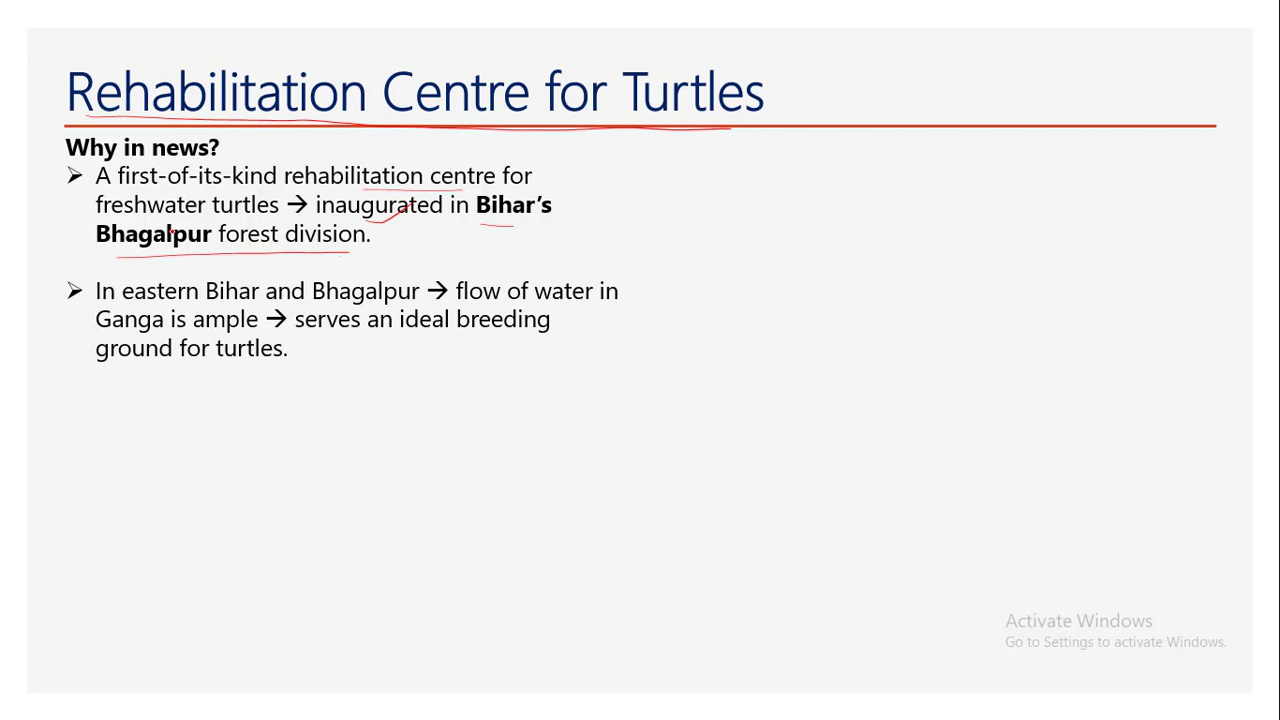 Rehabilitation Centre for Turtles
Why in news?
➢ A first-of-its-kind rehabilitation centre for
freshwater turtles → inaugurated in Bihar’s
Bhagalpur forest division.
➢ In eastern Bihar and Bhagalpur → flow of water in
Ganga is ample → serves an ideal breeding
ground for turtles.
Activate Windows
Go to Settings to activate Windows.